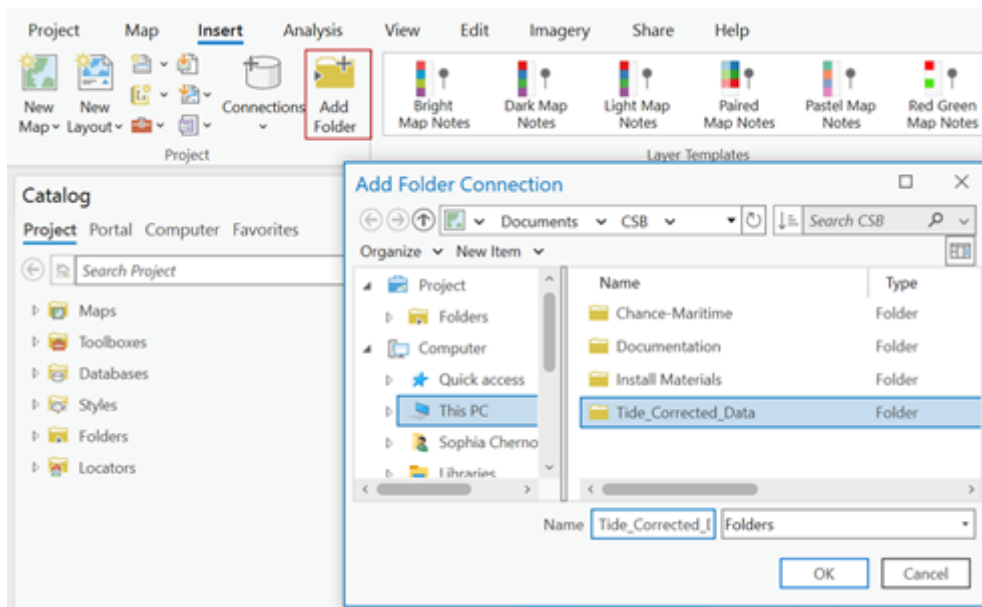 Project Map Insert Analysis View Edit Imagery Share Help
New Map New Layout Connections Add Folder Bright Map Notes Dark Map Notes Light Map Notes Paired Map Notes Pastel Map Notes Red Green Map Notes
Project Layer Templates
Catalog
Project Portal Computer Favorites
Search Project
Maps
Toolboxes
Databases
Styles
Folders
Locators
Add Folder Connection
Documents CSB Search CSB
Organize New Item
Project
Folders
Computer
Quick access
This PC
Sophia Cherno
Libraries
Name Type
Chance-Maritime Folder
Documentation Folder
Install Materials Folder
Tide_Corrected_Data Folder
Name Tide_Corrected_ Folders
OK Cancel